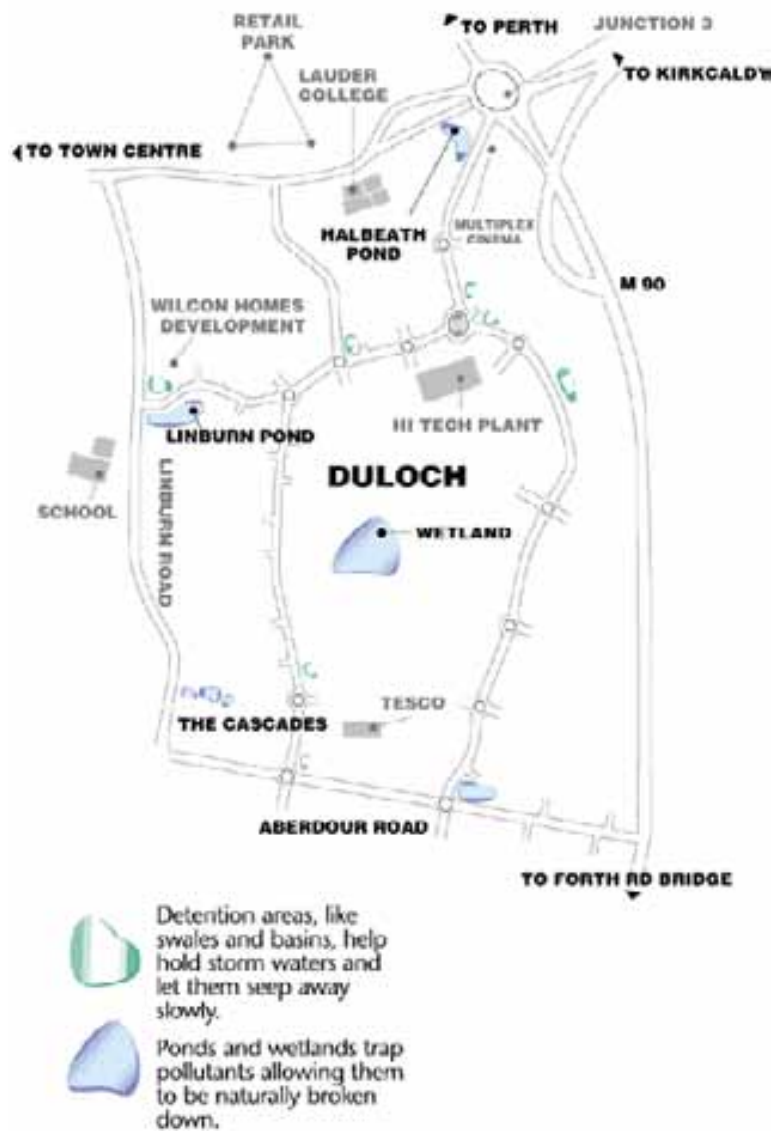 RETAIL
PARK
TO PERTH
JUNCTION 3
LAUDER
COLLEGE
TO KIRKCALDY
TO TOWN CENTRE
HALBEATH
POND
MULTIPLEX
CINEMA
M 90
WILCON HOMES
DEVELOPMENT
LINBURN POND
HI TECH PLANT
DULOCH
SCHOOL
LINBURN ROAD
WETLAND
THE CASCADES
TESCO
ABERDOUR ROAD
TO FORTH RD BRIDGE
Detention areas, like
swales and basins, help
hold storm waters and
let them seep away
slowly.
Ponds and wetlands trap
pollutants allowing them
to be naturally broken
down.